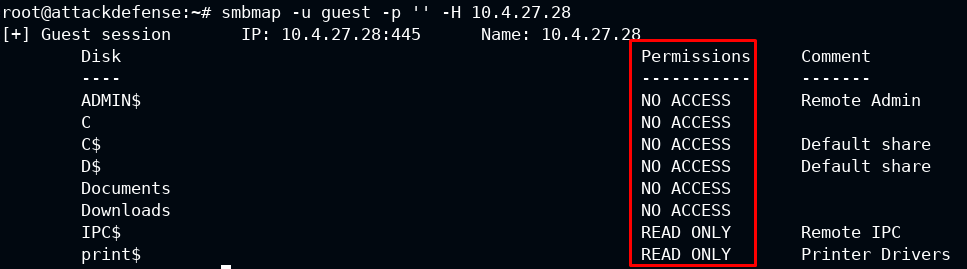 root@attackdefense:~# smbmap -u guest -p '' -H 10.4.27.28
[+] Guest session IP: 10.4.27.28:445 Name: 10.4.27.28
Disk Permissions Comment
---- ----------- -------
ADMIN$ NO ACCESS Remote Admin
C NO ACCESS
C$ NO ACCESS Default share
D$ NO ACCESS Default share
Documents NO ACCESS
Downloads NO ACCESS
IPC$ READ ONLY Remote IPC
print$ READ ONLY Printer Drivers